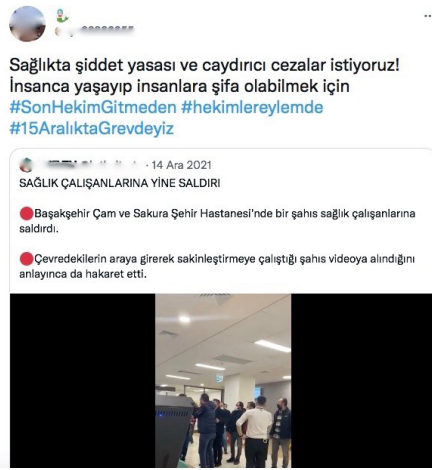 Sağlıkta şiddet yasası ve caydırıcı cezalar istiyoruz!
İnsanca yaşayıp insanlara şifa olabilmek için
#SonHekimGitmeden #hekimlereylemde
#15AralıktaGrevdeyiz
· 14 Ara 2021
SAĞLIK ÇALIŞANLARINA YİNE SALDIRI
🔴Başakşehir Çam ve Sakura Şehir Hastanesi'nde bir şahıs sağlık çalışanlarına
saldırdı.
🔴Çevredekilerin araya girerek sakinleştirmeye çalıştığı şahıs videoya alındığını
anlayınca da hakaret etti.